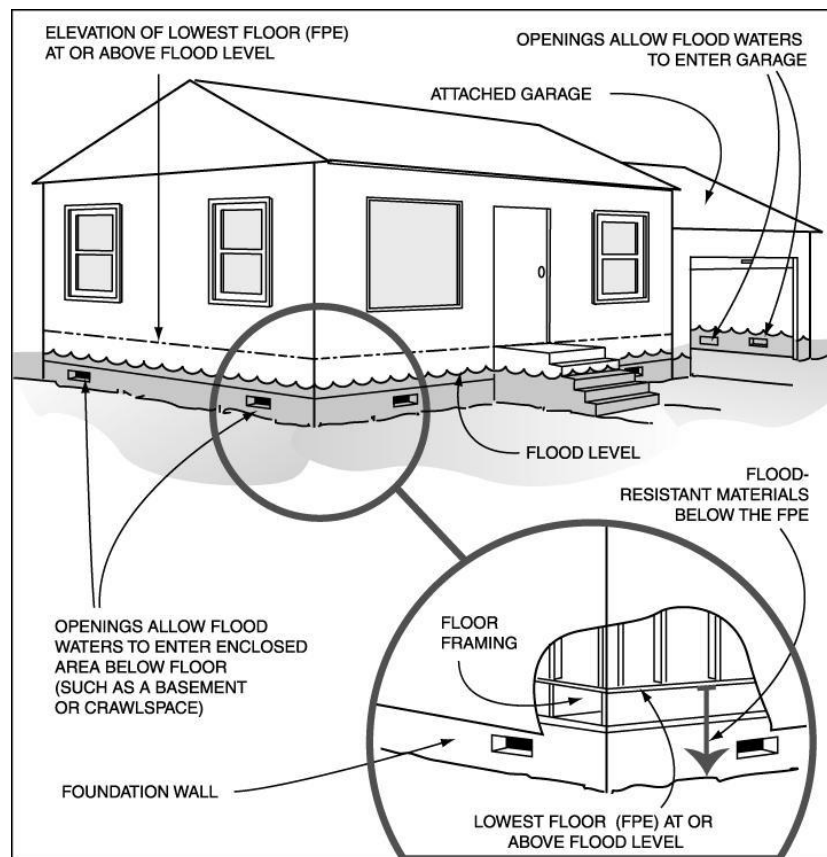 ELEVATION OF LOWEST FLOOR (FPE)
AT OR ABOVE FLOOD LEVEL
OPENINGS ALLOW FLOOD WATERS
TO ENTER GARAGE
ATTACHED GARAGE
FLOOD LEVEL
FLOOD-
RESISTANT MATERIALS
BELOW THE FPE
OPENINGS ALLOW FLOOD
WATERS TO ENTER ENCLOSED
AREA BELOW FLOOR
(SUCH AS A BASEMENT
OR CRAWLSPACE)
FLOOR
FRAMING
FOUNDATION WALL
LOWEST FLOOR (FPE) AT OR
ABOVE FLOOD LEVEL